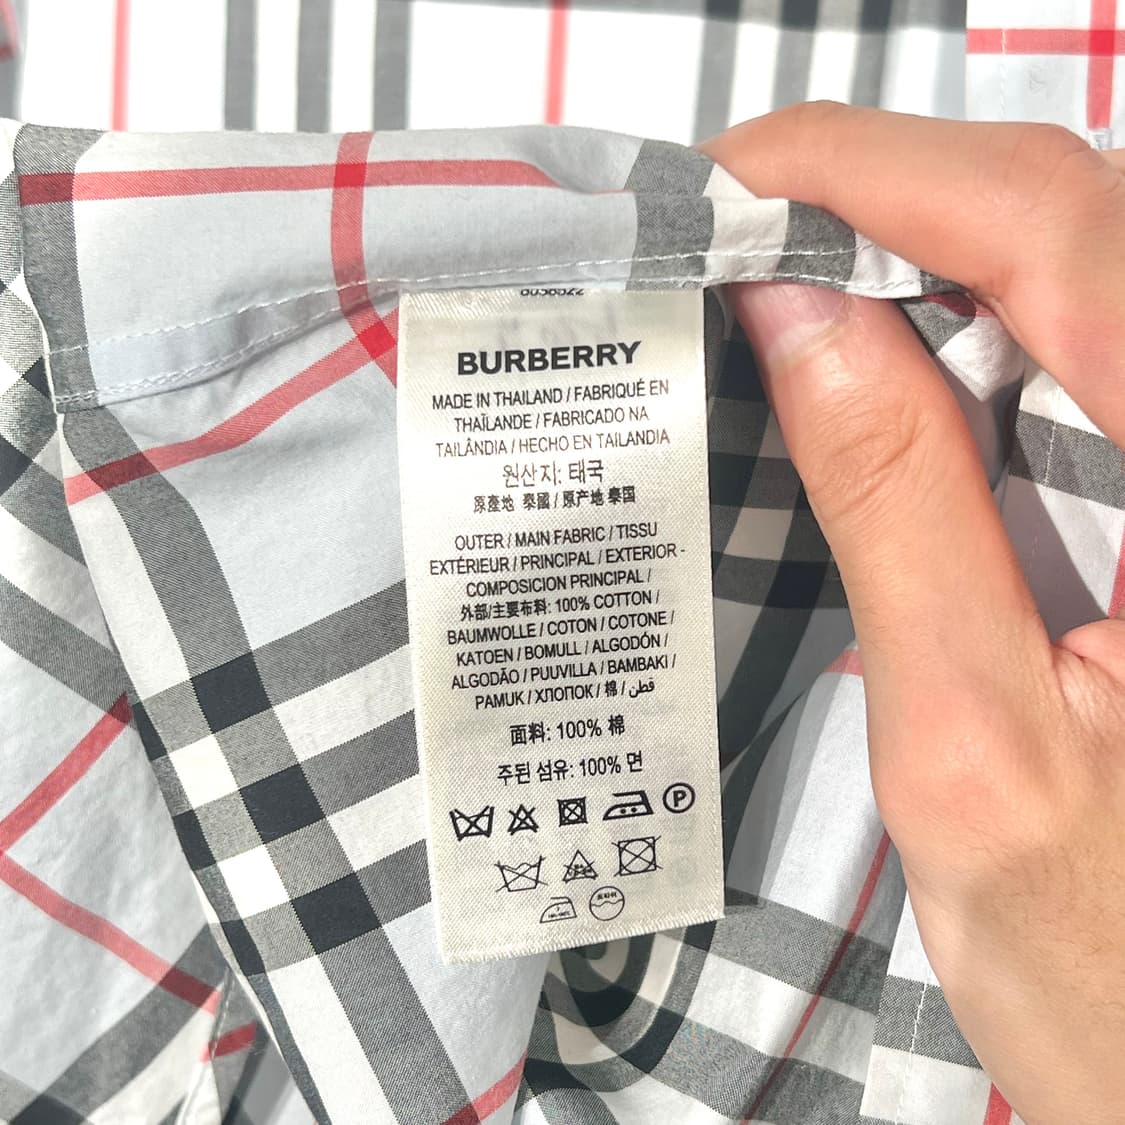 BURBERRY
MADE IN THAILAND / FABRIQUÉ EN
THAÏLANDE / FABRICADO NA
TAILÂNDIA / HECHO EN TAILANDIA
원산지: 태국
原產地 泰國 / 原产地 泰国
OUTER / MAIN FABRIC / TISSU
EXTÉRIEUR / PRINCIPAL / EXTERIOR -
COMPOSICION PRINCIPAL /
外部/主要布料: 100% COTTON /
BAUMWOLLE / COTON / COTONE /
KATOEN / BOMULL / ALGODÓN /
ALGODÃO / PUUVILLA / BAMBAKI /
PAMUK / ХЛОПОК / 棉 / قطن
面料: 100% 棉
주된 섬유: 100% 면
P